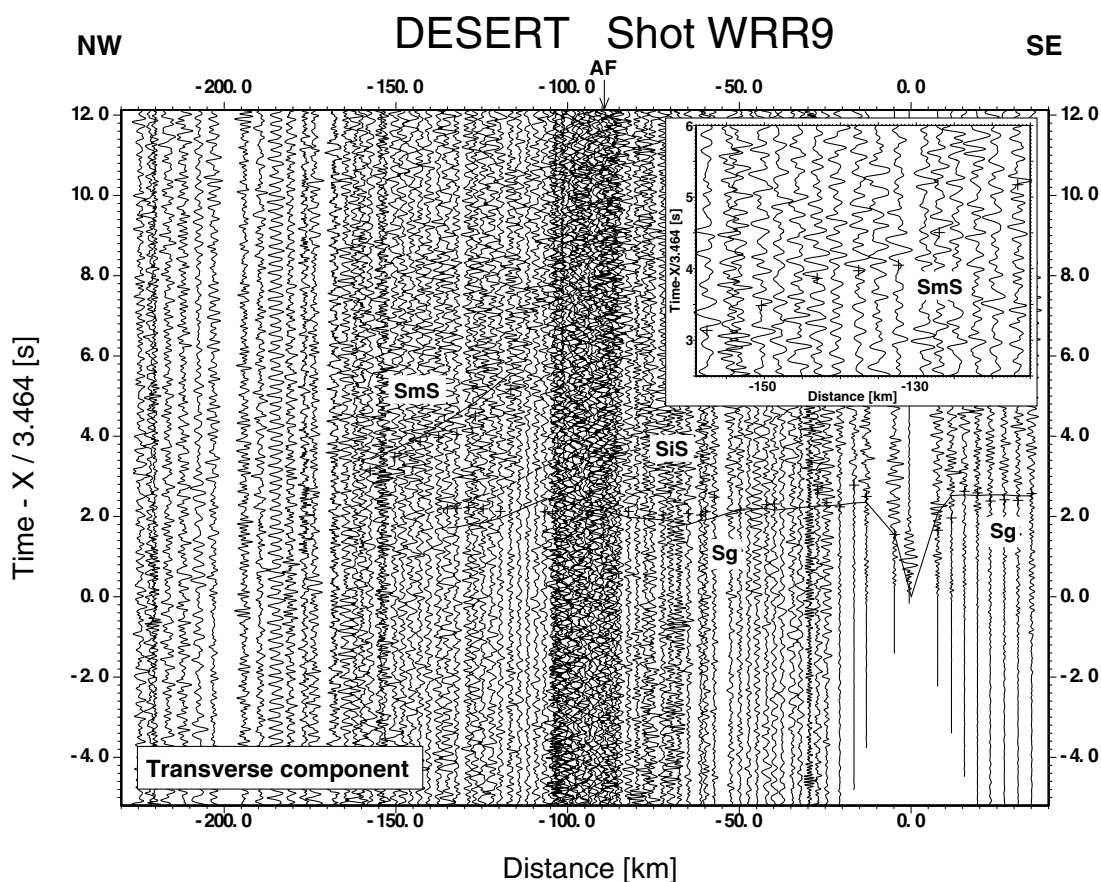 DESERT Shot WRR9
NW
SE
AF
-200.0 -150.0 -100.0 -50.0 0.0
12.0 12.0
10.0 10.0
8.0 8.0
6.0 6.0
4.0 4.0
2.0 2.0
0.0 0.0
-2.0 -2.0
-4.0 -4.0
Time - X / 3.464 [s]
SmS
SiS
Sg
Sg
Transverse component
6
5
4
3
Time-X/3.464 [s]
SmS
-150 -130
Distance [km]
-200.0 -150.0 -100.0 -50.0 0.0
Distance [km]